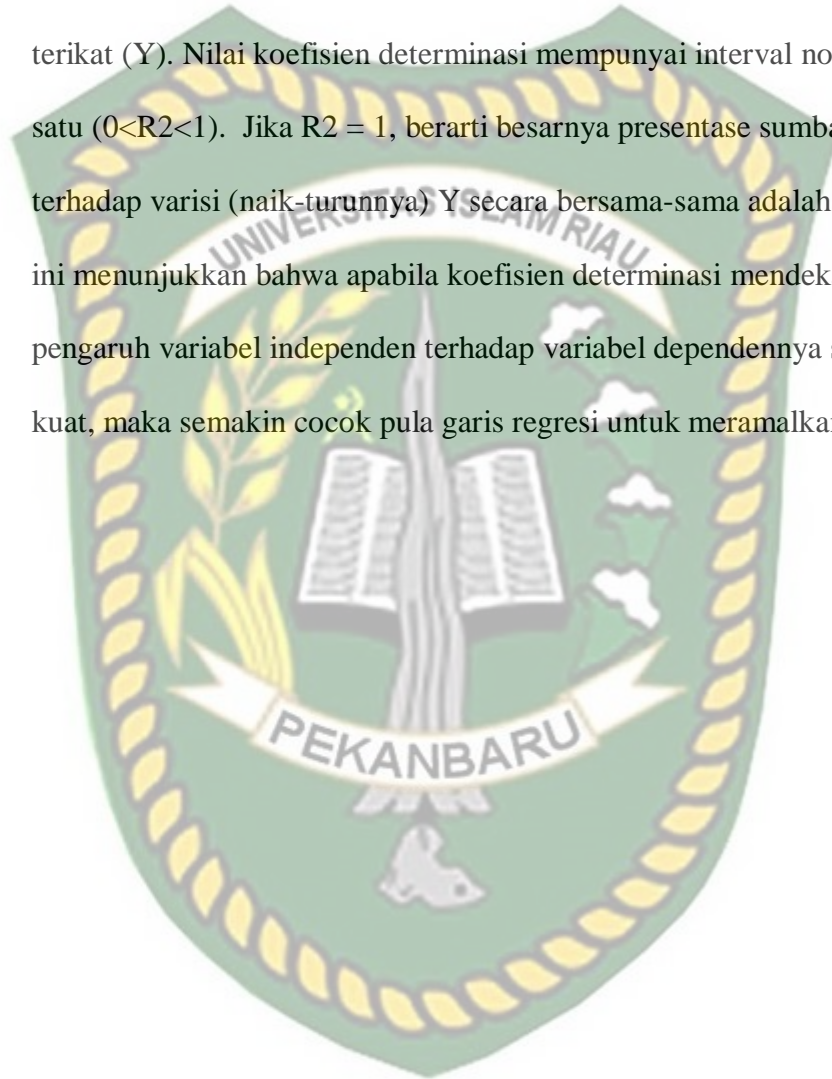 terikat (Y). Nilai koefisien determinasi mempunyai interval no
satu (0<R2<1). Jika R2 = 1, berarti besarnya presentase sumba
terhadap varisi (naik-turunnya) Y secara bersama-sama adalah
UNIVERSITAS ISLAM RIAU
ini menunjukkan bahwa apabila koefisien determinasi mendek
pengaruh variabel independen terhadap variabel dependennya
kuat, maka semakin cocok pula garis regresi untuk meramalkan
PEKANBARU